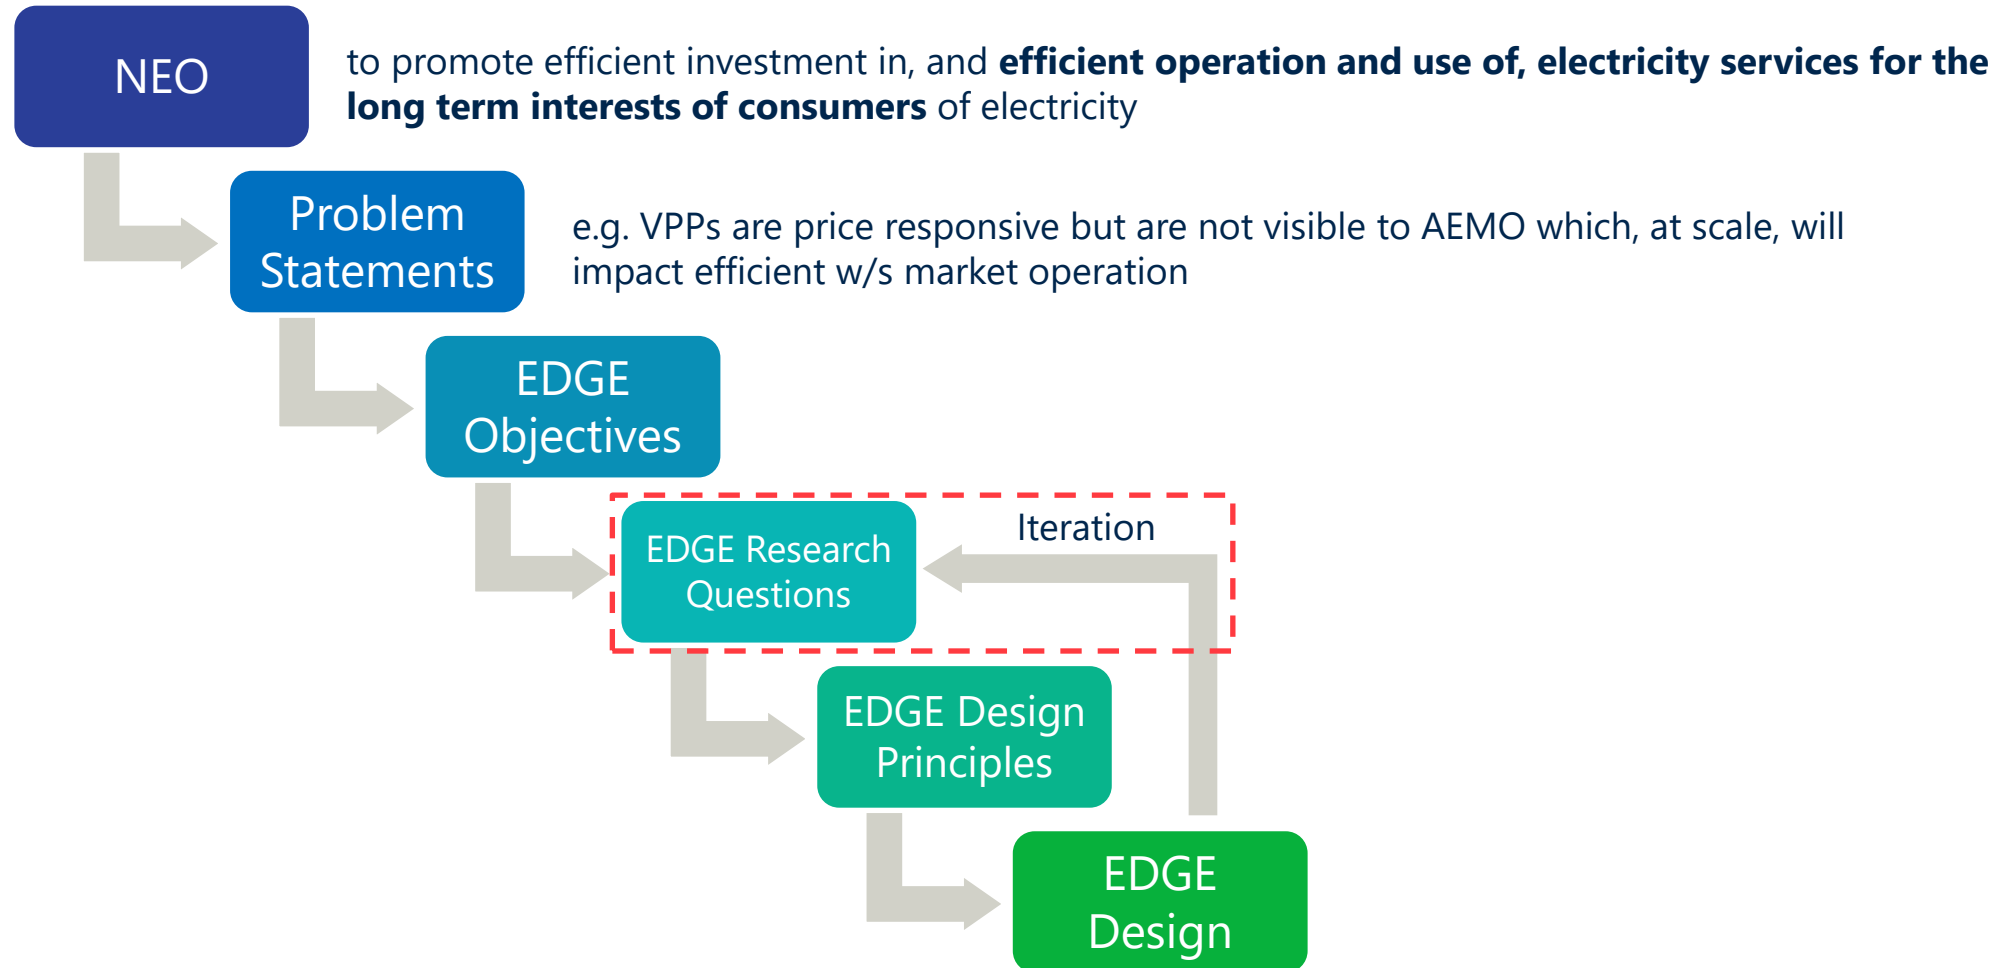 NEO
to promote efficient investment in, and efficient operation and use of, electricity services for the
long term interests of consumers of electricity
Problem
Statements
e.g. VPPs are price responsive but are not visible to AEMO which, at scale, will
impact efficient w/s market operation
EDGE
Objectives
EDGE Research
Questions
Iteration
EDGE Design
Principles
EDGE
Design